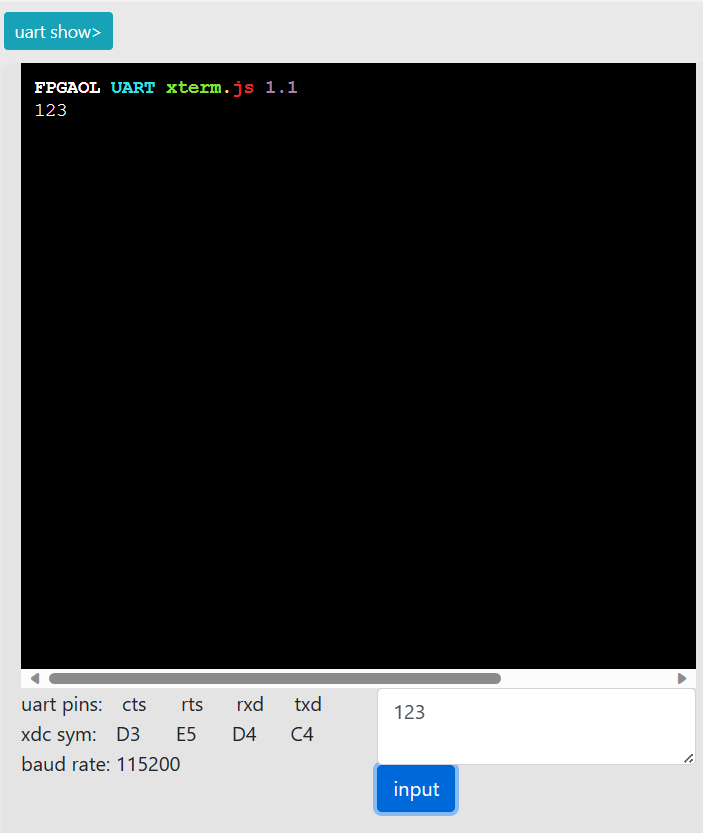 uart show>
FPGAOL UART xterm.js 1.1
123
uart pins: cts rts rxd txd
xdc sym: D3 E5 D4 C4
baud rate: 115200
123
input